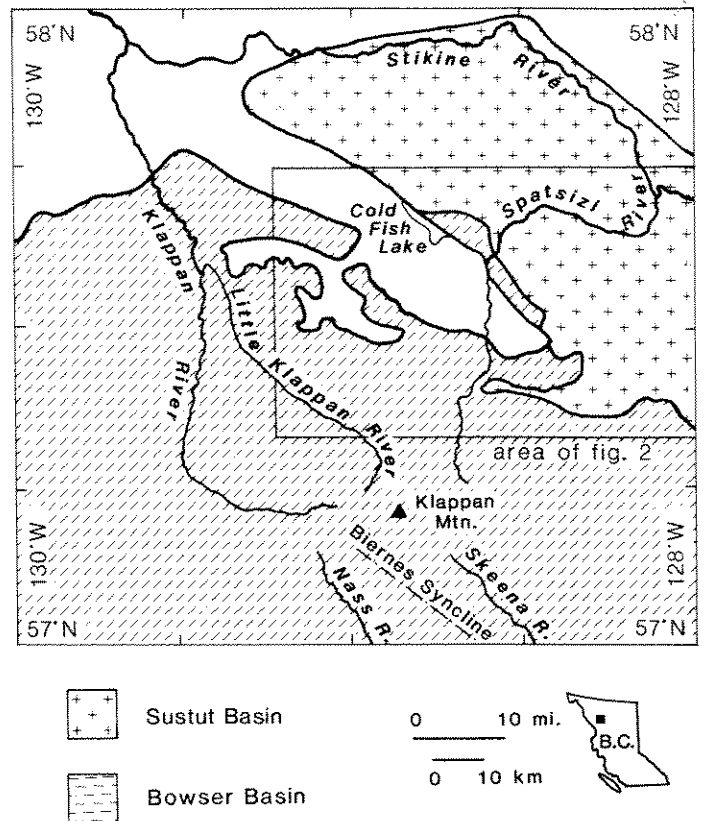 58°N 58°N
130°W 128°W
Stikine River
Klappan River
Cold
Fish
Lake
Spatsizi River
Little Klappan River
area of fig. 2
Klappan
Mtn.
Biernes Syncline
Nass R.
Skeena R.
130°W 128°W
57°N 57°N
Sustut Basin
0 10 mi.
0 10 km
B.C.
Bowser Basin